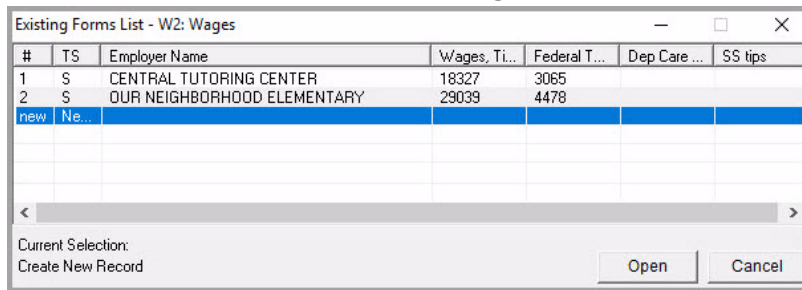 Existing Forms List - W2: Wages
# TS Employer Name Wages, Ti... Federal T... Dep Care ... SS tips
1 S CENTRAL TUTORING CENTER 18327 3065
2 S OUR NEIGHBORHOOD ELEMENTARY 29039 4478
new Ne...
Current Selection:
Create New Record
Open Cancel